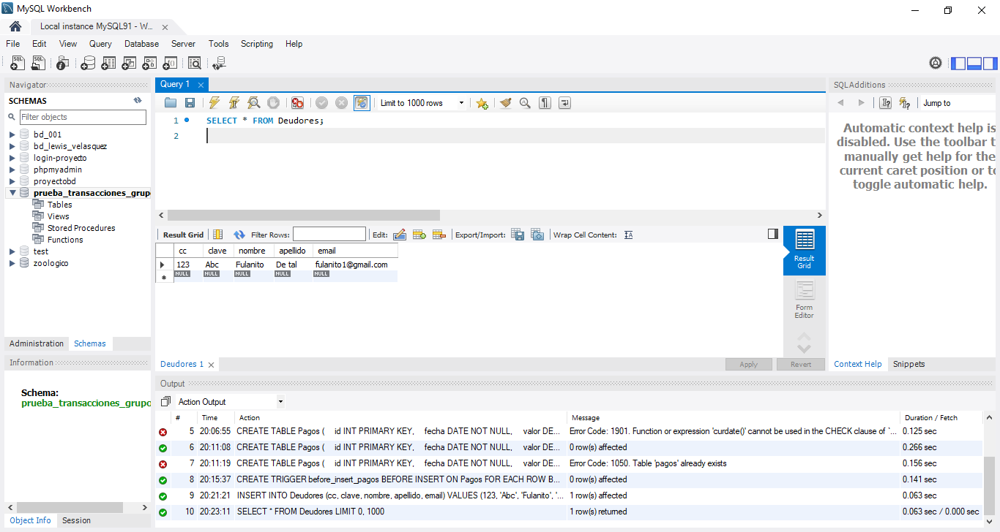 MySQL Workbench
Local instance MySQL91 - W...
File Edit View Query Database Server Tools Scripting Help
Navigator
SCHEMAS
Filter objects
bd_001
bd_lewis_velasquez
login-proyecto
phpmyadmin
proyectobd
prueba_transacciones_grupo
Tables
Views
Stored Procedures
Functions
test
zoologico
Administration Schemas
Information
Schema:
prueba_transacciones_grupo
Object Info Session
Query 1
Limit to 1000 rows
1 SELECT * FROM Deudores;
2
Result Grid Filter Rows: Edit: Export/Import: Wrap Cell Content:
cc clave nombre apellido email
123 Abc Fulanito De tal fulanito1@gmail.com
NULL NULL NULL NULL NULL
Result Grid
Form Editor
Deudores 1 Apply Revert
SQLAdditions
Jump to
Automatic context help is
disabled. Use the toolbar t
manually get help for the
current caret position or to
toggle automatic help.
Context Help Snippets
Output
Action Output
# Time Action Message Duration / Fetch
5 20:06:55 CREATE TABLE Pagos ( id INT PRIMARY KEY, fecha DATE NOT NULL, valor DE... Error Code: 1901. Function or expression 'curdate()' cannot be used in the CHECK clause of `... 0.125 sec
6 20:11:08 CREATE TABLE Pagos ( id INT PRIMARY KEY, fecha DATE NOT NULL, valor DE... 0 row(s) affected 0.266 sec
7 20:11:19 CREATE TABLE Pagos ( id INT PRIMARY KEY, fecha DATE NOT NULL, valor DE... Error Code: 1050. Table 'pagos' already exists 0.156 sec
8 20:15:37 CREATE TRIGGER before_insert_pagos BEFORE INSERT ON Pagos FOR EACH ROW B... 0 row(s) affected 0.141 sec
9 20:21:21 INSERT INTO Deudores (cc, clave, nombre, apellido, email) VALUES (123, 'Abc', 'Fulanito', '... 1 row(s) affected 0.063 sec
10 20:23:11 SELECT * FROM Deudores LIMIT 0, 1000 1 row(s) returned 0.063 sec / 0.000 sec